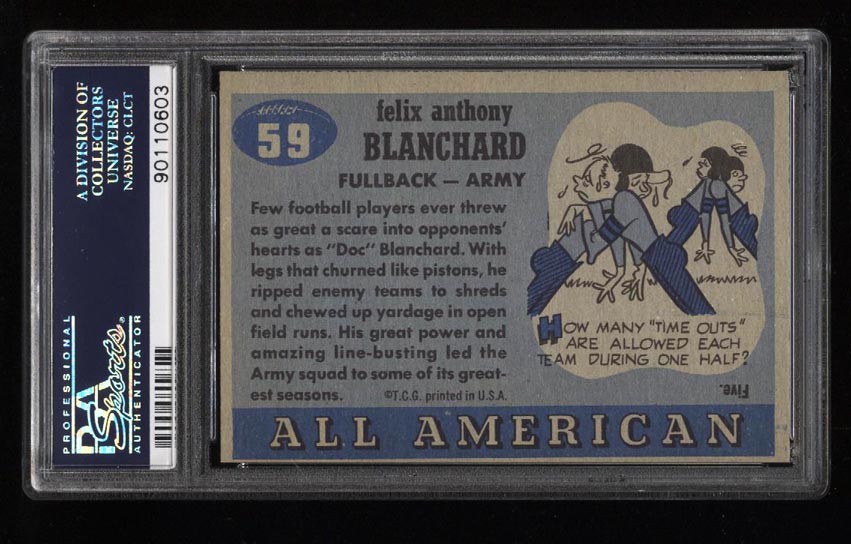 A DIVISION OF
COLLECTORS
UNIVERSE
NASDAQ: CLCT
90110603
PROFESSIONAL
PSA
Sports®
AUTHENTICATOR
59
felix anthony
BLANCHARD
FULLBACK — ARMY
Few football players ever threw
as great a scare into opponents'
hearts as "Doc" Blanchard. With
legs that churned like pistons, he
ripped enemy teams to shreds
and chewed up yardage in open
field runs. His great power and
amazing line-busting led the
Army squad to some of its great-
est seasons.
©T.C.G. printed in U.S.A.
HOW MANY "TIME OUTS"
ARE ALLOWED EACH
TEAM DURING ONE HALF?
Five.
ALL AMERICAN